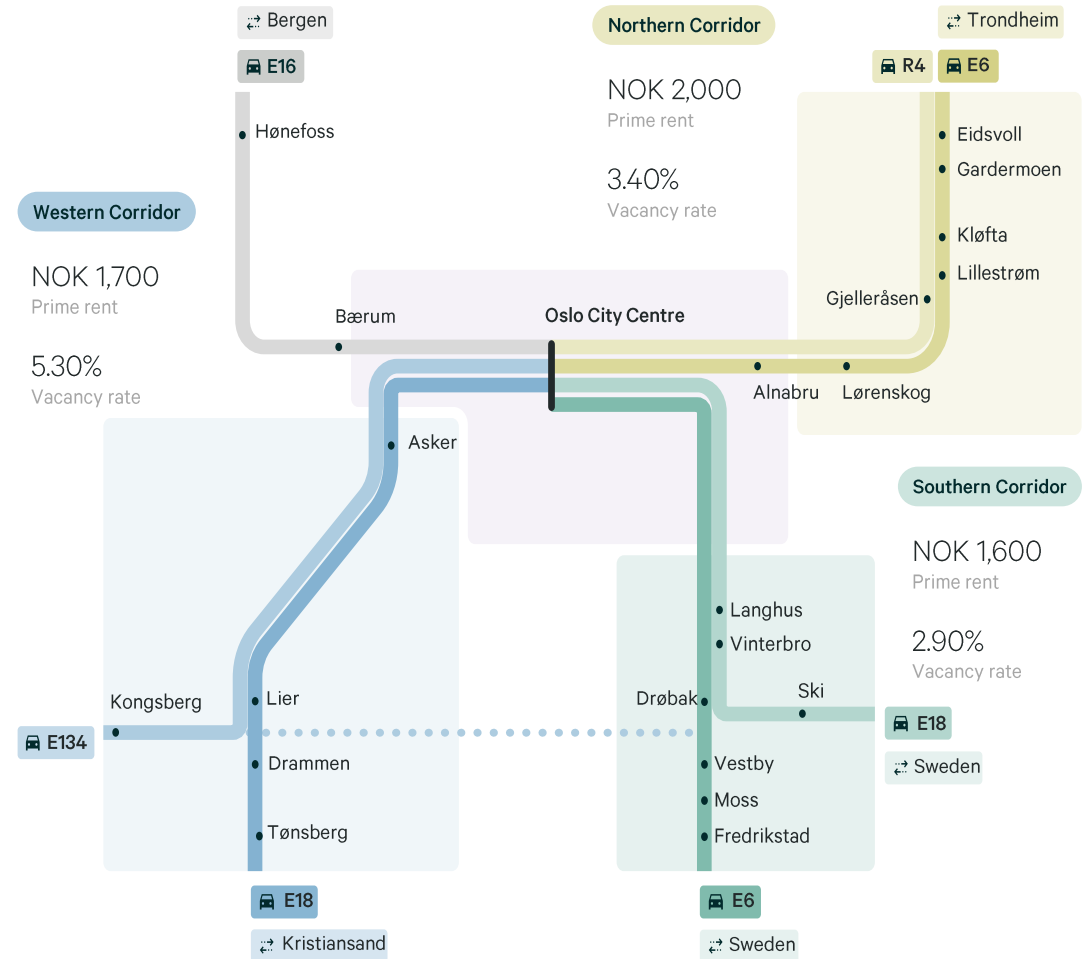 Bergen
E16
Hønefoss
Northern Corridor
NOK 2,000
Prime rent
3.40%
Vacancy rate
Trondheim
R4
E6
Eidsvoll
Gardermoen
Kløfta
Lillestrøm
Gjelleråsen
Western Corridor
NOK 1,700
Prime rent
5.30%
Vacancy rate
Bærum
Oslo City Centre
Alnabru
Lørenskog
Asker
Southern Corridor
NOK 1,600
Prime rent
2.90%
Vacancy rate
Langhus
Vinterbro
Drøbak
Ski
E18
Sweden
Kongsberg
E134
Lier
Drammen
Tønsberg
Vestby
Moss
Fredrikstad
E18
Kristiansand
E6
Sweden